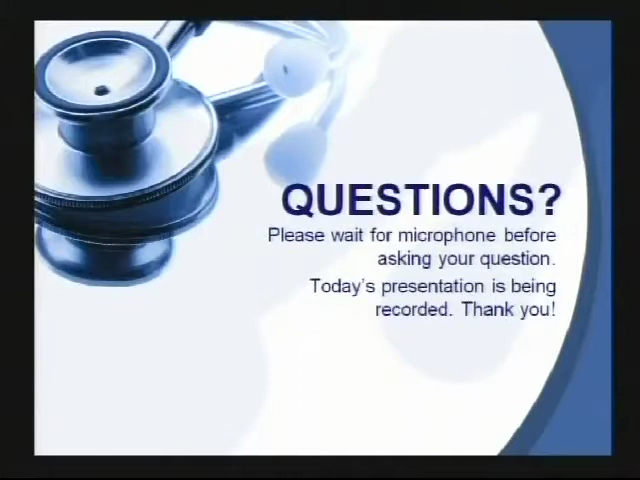 QUESTIONS?
Please wait for microphone before
asking your question.
Today's presentation is being
recorded. Thank you!